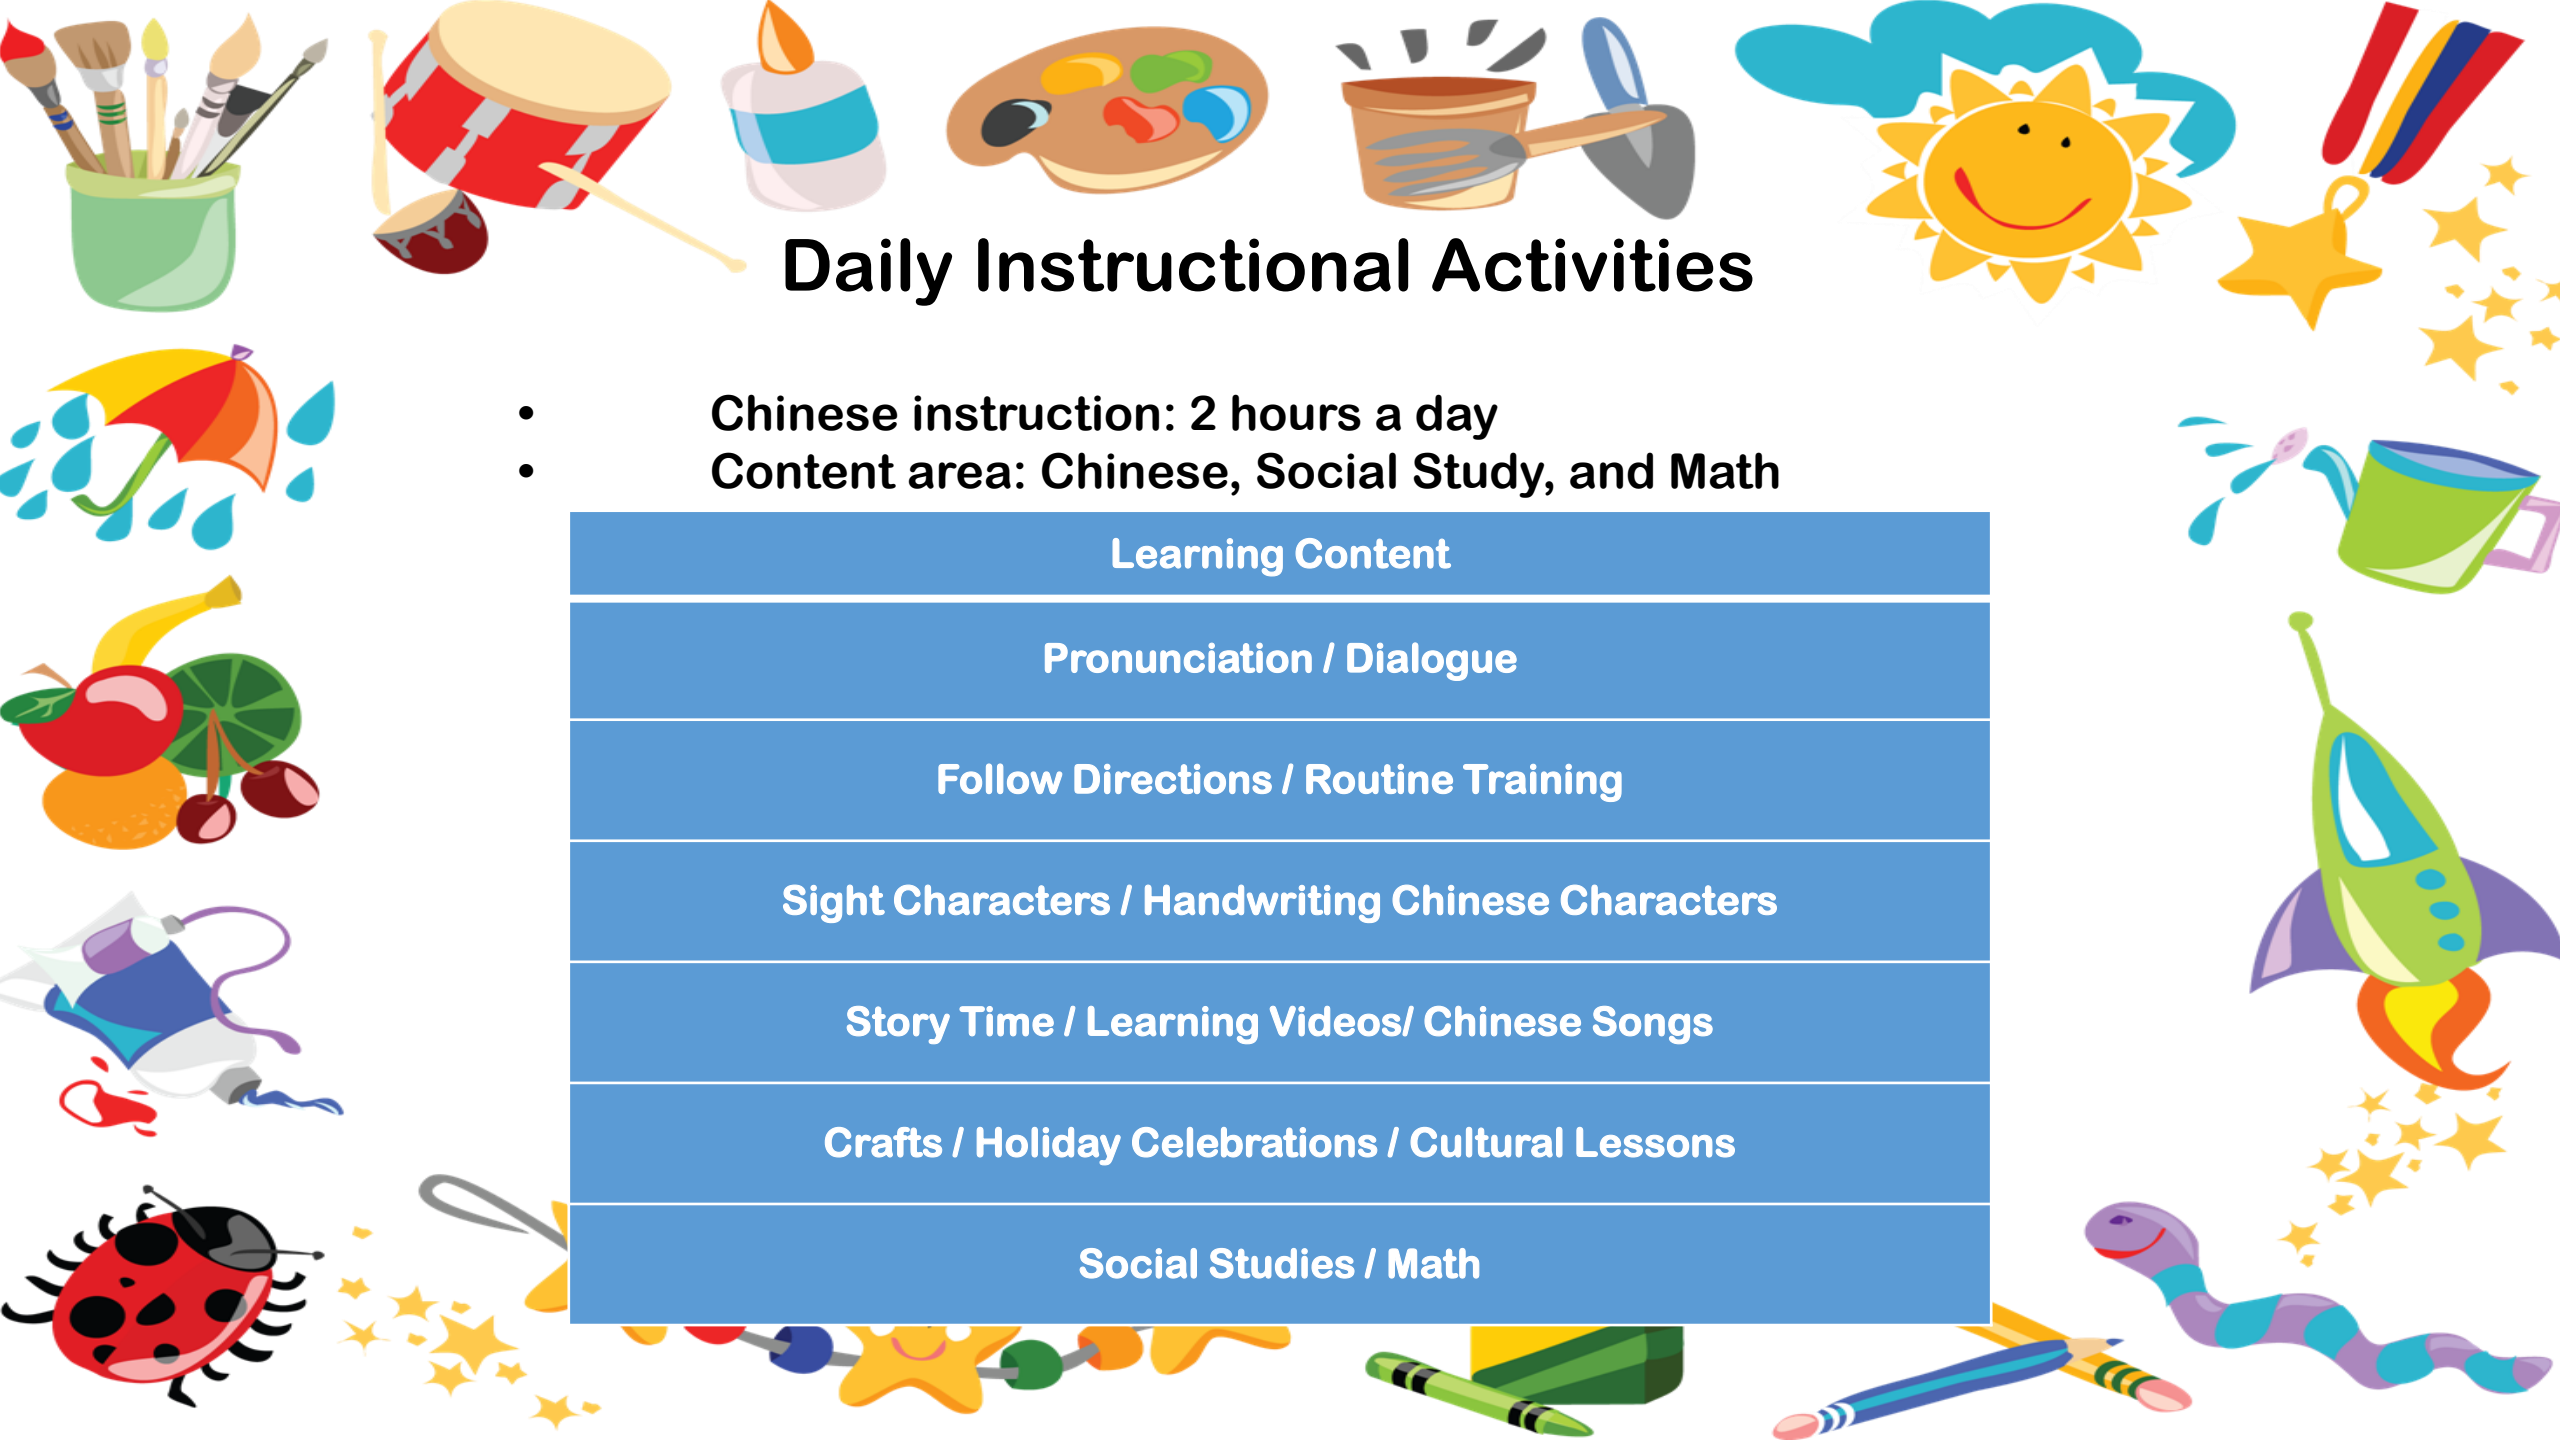 Daily Instructional Activities
• Chinese instruction: 2 hours a day
• Content area: Chinese, Social Study, and Math
Learning Content
Pronunciation / Dialogue
Follow Directions / Routine Training
Sight Characters / Handwriting Chinese Characters
Story Time / Learning Videos/ Chinese Songs
Crafts / Holiday Celebrations / Cultural Lessons
Social Studies / Math